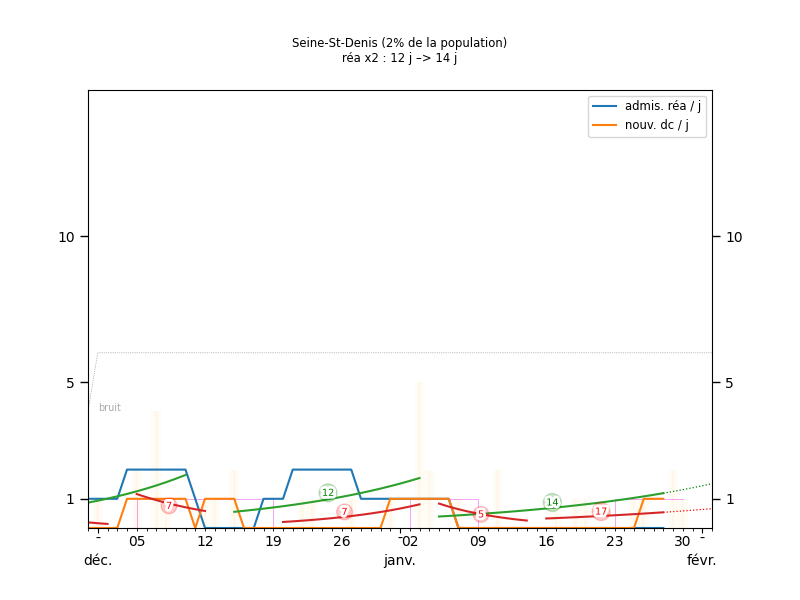 Seine-St-Denis (2% de la population)
réa x2 : 12 j –> 14 j
admis. réa / j
nouv. dc / j
10 10
5 5
bruit
1 1
7 12 7 5 14 17
- 05 12 19 26 - 02 09 16 23 30 -
déc. janv. févr.